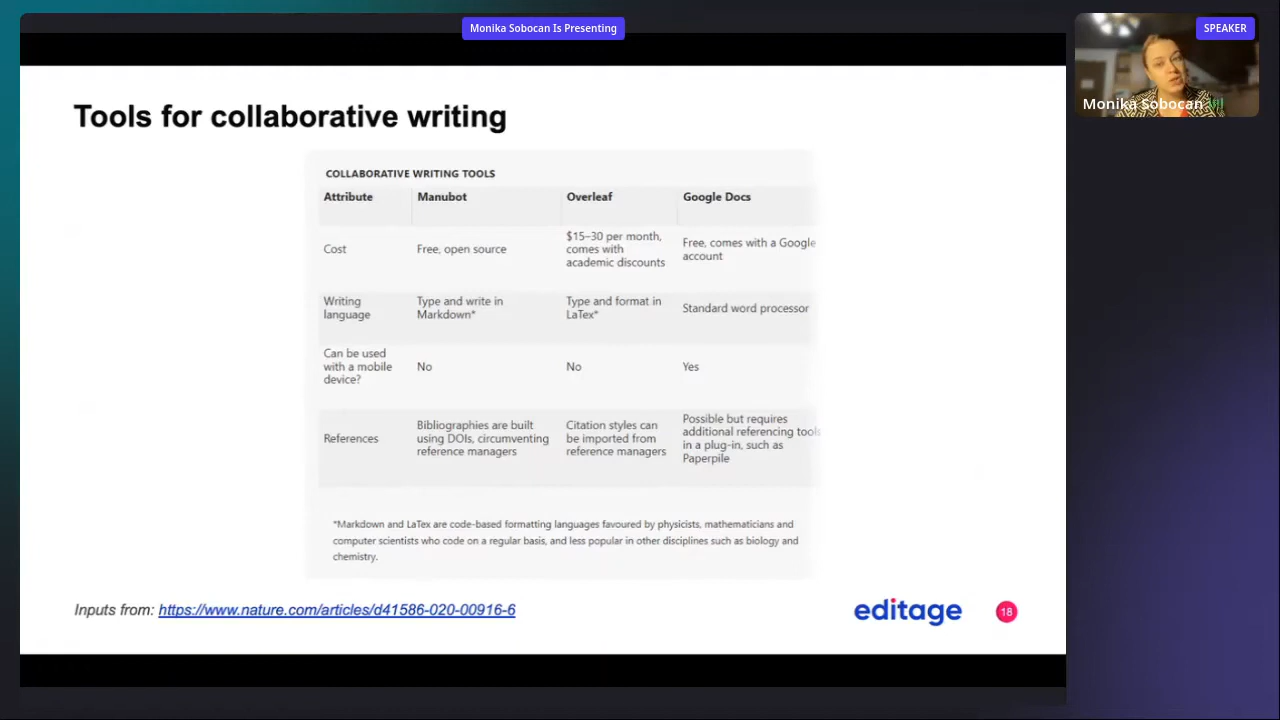 Monika Sobocan Is Presenting
SPEAKER
Monika Sobocan
Tools for collaborative writing
COLLABORATIVE WRITING TOOLS
Attribute Manubot Overleaf Google Docs
Cost
Free, open source
$15–30 per month,
comes with
academic discounts
Free, comes with a Google
account
Writing
language
Type and write in
Markdown*
Type and format in
LaTex*
Standard word processor
Can be used
with a mobile
device?
No
No
Yes
References
Bibliographies are built
using DOIs, circumventing
reference managers
Citation styles can
be imported from
reference managers
Possible but requires
additional referencing tools
in a plug-in, such as
Paperpile
*Markdown and LaTex are code-based formatting languages favoured by physicists, mathematicians and
computer scientists who code on a regular basis, and less popular in other disciplines such as biology and
chemistry.
Inputs from: https://www.nature.com/articles/d41586-020-00916-6
editage
18